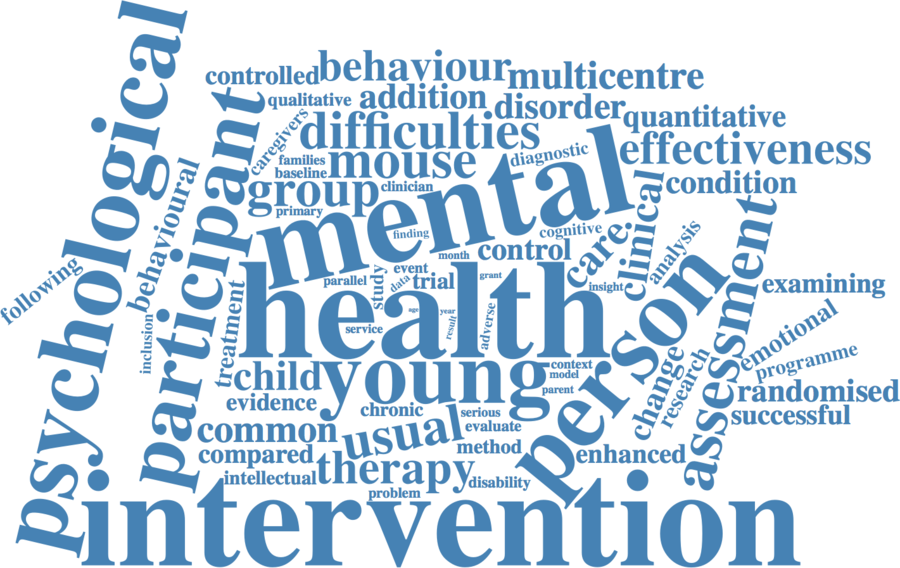 psychological
controlled
behaviour
multicentre
qualitative
addition
disorder
quantitative
participant
caregivers
difficulties
families
mouse
diagnostic
effectiveness
baseline
behavioural
group
clinician
mental
condition
primary
finding
cognitive
clinical
control
care
month
analysis
following
parallel
study
data
event
trial
grant
insight
person
assessment
examining
health
age
year
result
adverse
service
inclusion
treatment
emotional
child
young
context
model
parent
change
research
programme
randomised
evidence
chronic
serious
successful
common
usual
evaluate
method
compared
therapy
enhanced
intellectual
disability
problem
intervention